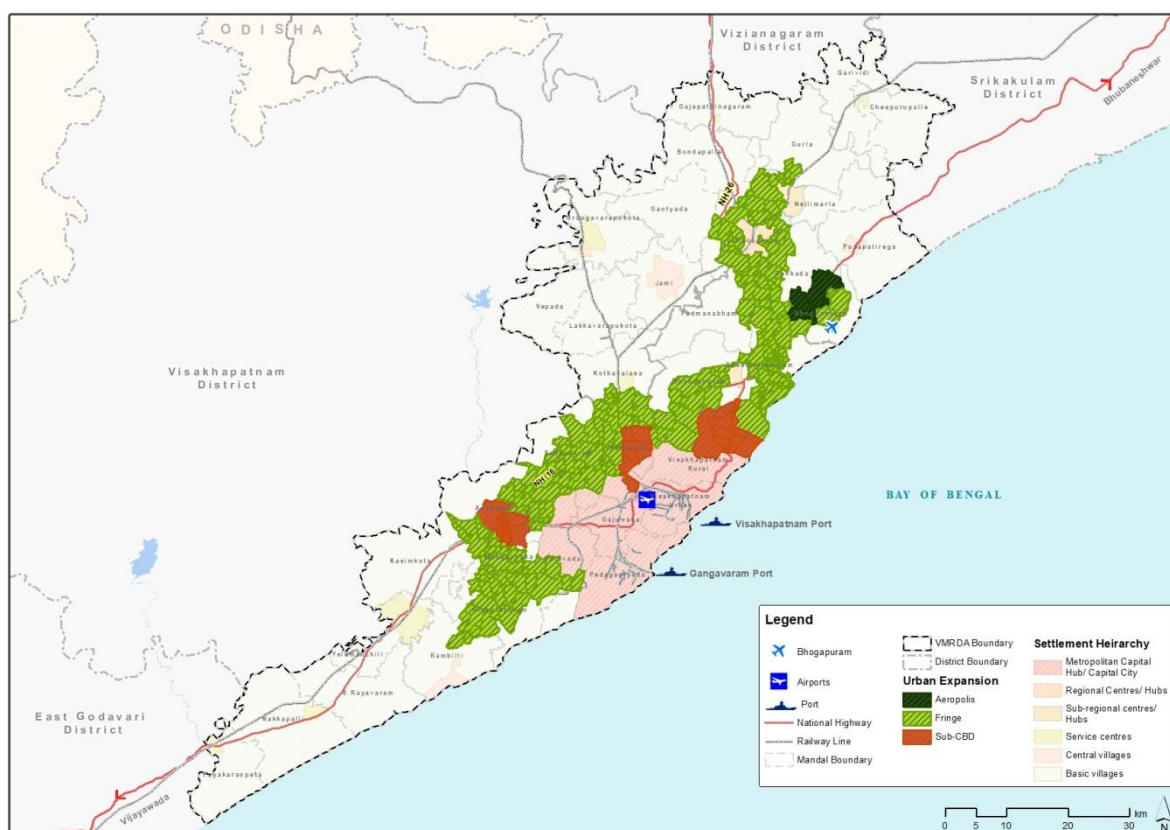 ODISHA
Vizianagaram
District
Srikakulam
District
Bhubaneshwar
Garividi
Cheepurupalle
Gajapathinagaram
Gurla
Bondapalle
NH-26
Nellimarla
Gantyada
Pusapatirega
Jami
Vepada
Padmanabham
Lakkavarapukota
Visakhapatnam
District
Kothavalasa
NH-16
Visakhapatnam
Rural
BAY OF BENGAL
Visakhapatnam Port
Gajuwaka
Gangavaram Port
Pedagantyada
Kasimkota
Rambilli
S Rayavaram
Nakkapalli
East Godavari
District
Payakaraopeta
Vijayawada
Legend
Bhogapuram
Airports
Port
National Highway
Railway Line
Mandal Boundary
VMRDA Boundary
District Boundary
Urban Expansion
Aeropolis
Fringe
Sub-CBD
Settlement Heirarchy
Metropolitan Capital
Hub/ Capital City
Regional Centres/ Hubs
Sub-regional centres/
Hubs
Service centres
Central villages
Basic villages
0 5 10 20 30 km
N